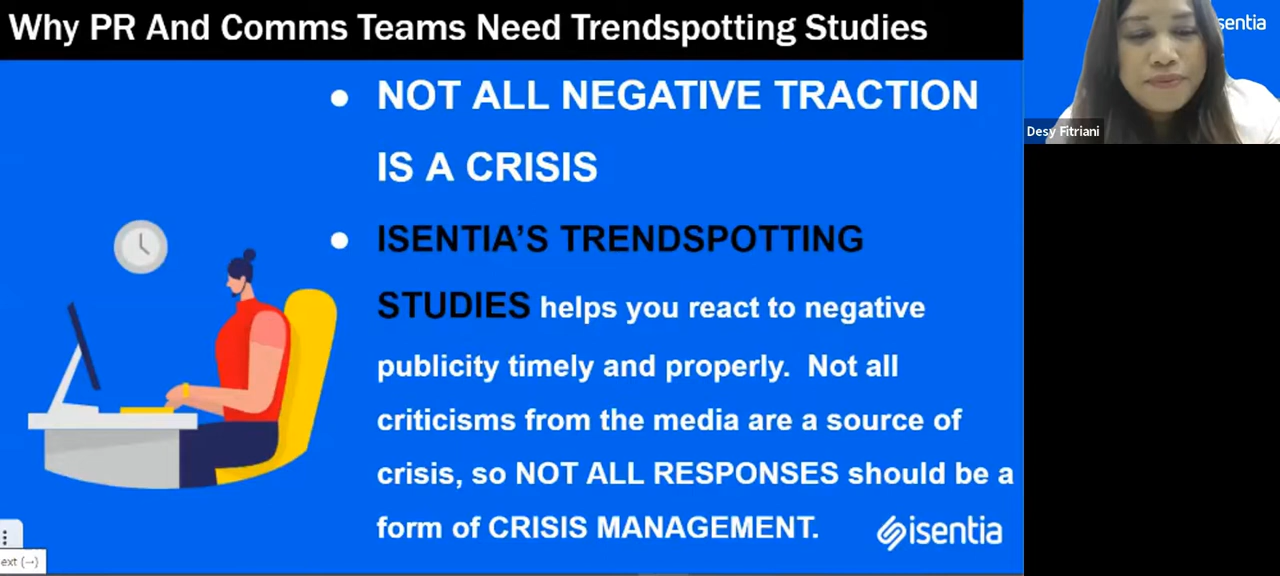 Why PR And Comms Teams Need Trendspotting Studies
NOT ALL NEGATIVE TRACTION
IS A CRISIS
ISENTIA'S TRENDSPOTTING
STUDIES helps you react to negative
publicity timely and properly.  Not all
criticisms from the media are a source of
crisis, so NOT ALL RESPONSES should be a
form of CRISIS MANAGEMENT.
isentia
ext (→)
sentia
Desy Fitriani